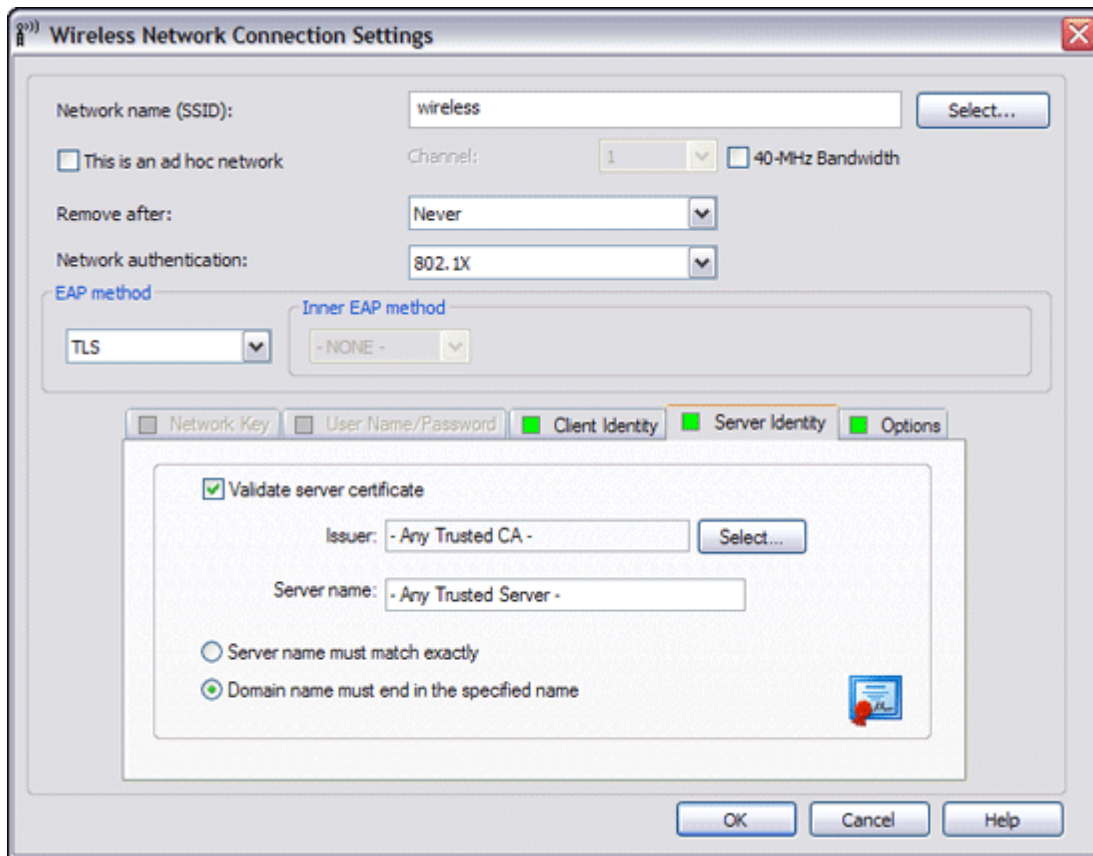 Wireless Network Connection Settings
Network name (SSID): wireless Select...
This is an ad hoc network Channel: 1 40-MHz Bandwidth
Remove after: Never
Network authentication: 802.1X
EAP method
Inner EAP method
TLS - NONE -
Network Key User Name/Password Client Identity Server Identity Options
Validate server certificate
Issuer: - Any Trusted CA - Select...
Server name: - Any Trusted Server -
Server name must match exactly
Domain name must end in the specified name
OK Cancel Help